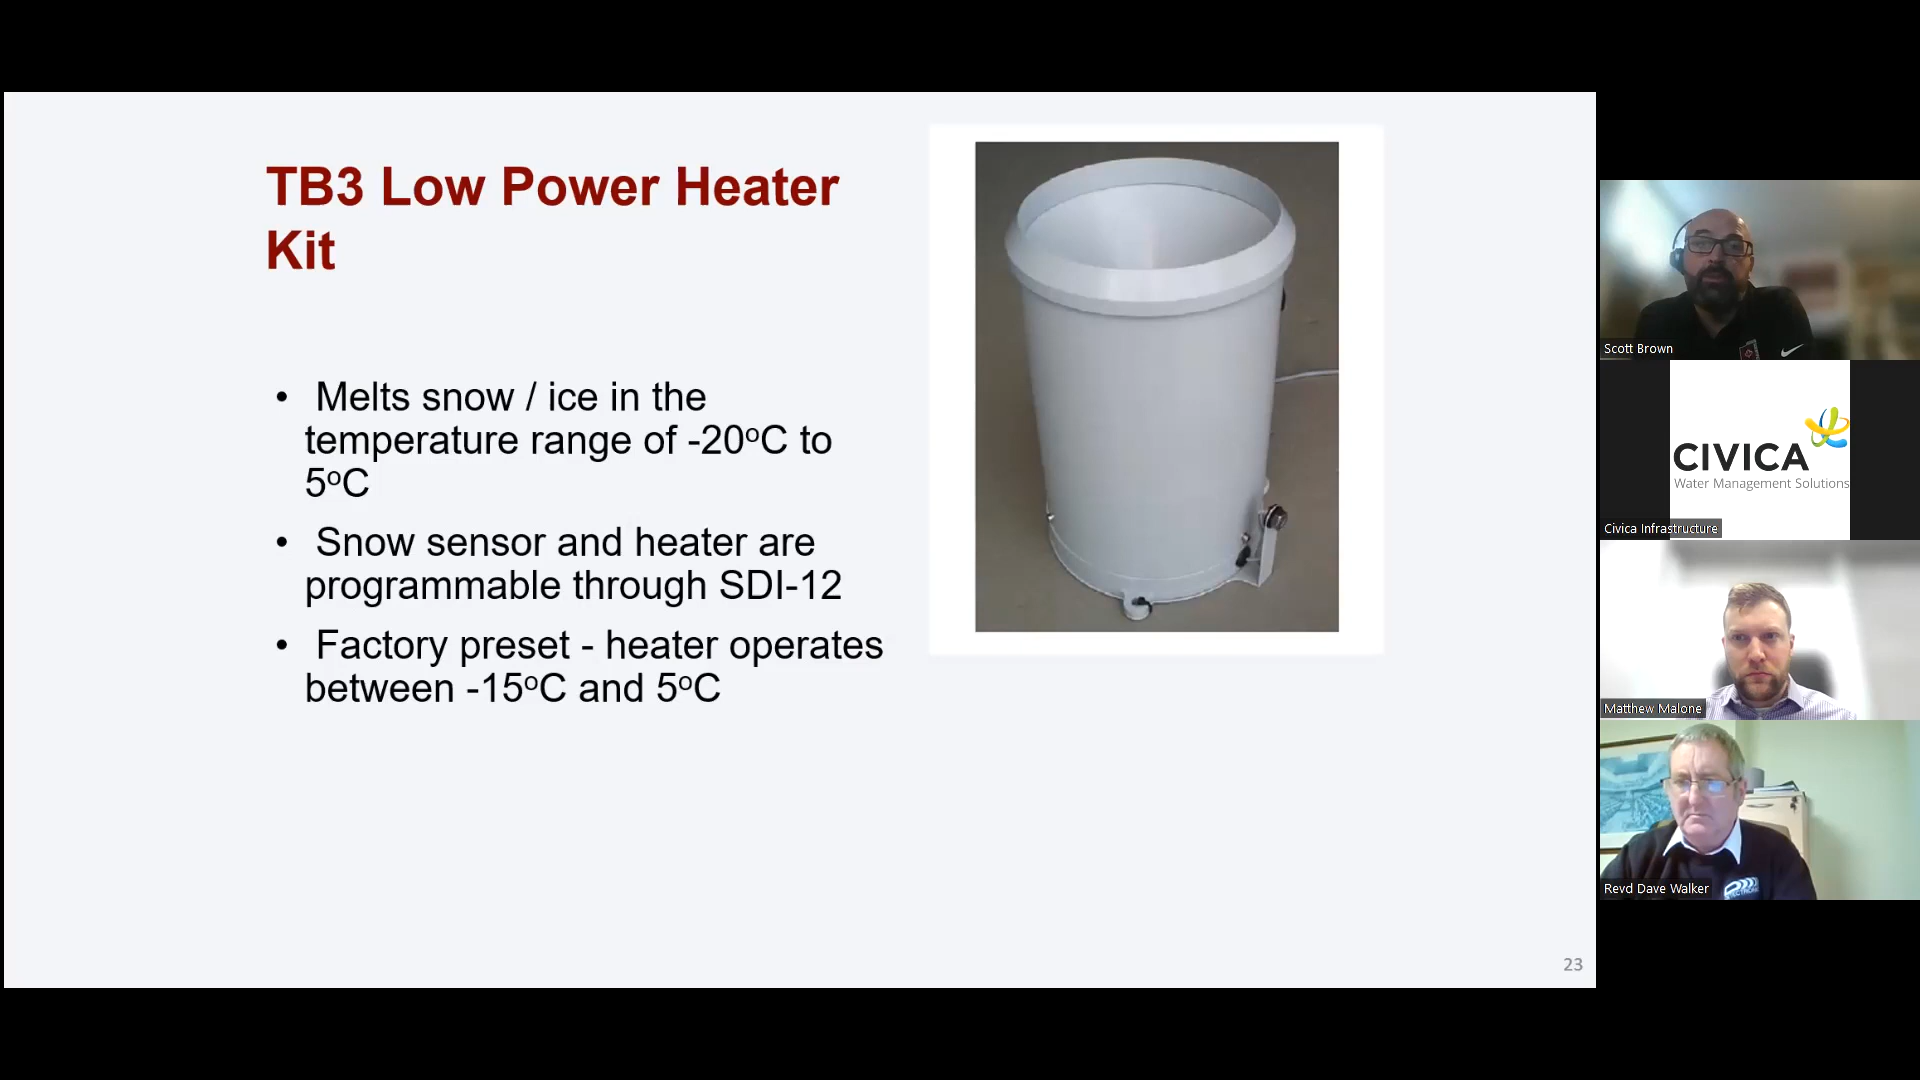 TB3 Low Power Heater
Kit
• Melts snow / ice in the
temperature range of -20ºC to
5ºC
• Snow sensor and heater are
programmable through SDI-12
• Factory preset - heater operates
between -15ºC and 5ºC
23
Scott Brown
CIVICA
Water Management Solutions
Civica Infrastructure
Matthew Malone
Revd Dave Walker